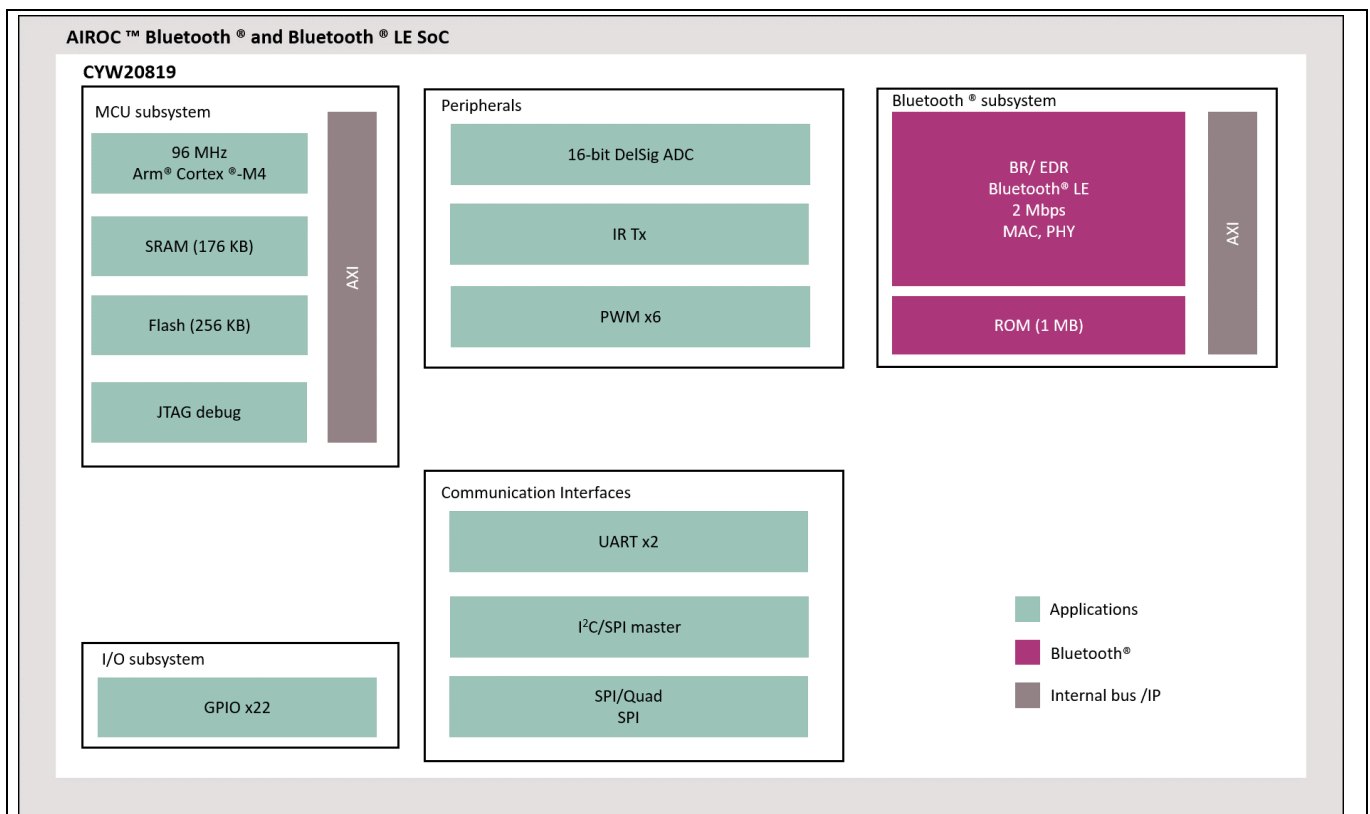 AIROC ™ Bluetooth ® and Bluetooth ® LE SoC
CYW20819
MCU subsystem
96 MHz
Arm® Cortex ®-M4
SRAM (176 KB)
Flash (256 KB)
JTAG debug
AXI
Peripherals
16-bit DelSig ADC
IR Tx
PWM x6
Bluetooth ® subsystem
BR/ EDR
Bluetooth® LE
2 Mbps
MAC, PHY
ROM (1 MB)
AXI
Communication Interfaces
UART x2
I²C/SPI master
SPI/Quad
SPI
I/O subsystem
GPIO x22
Applications
Bluetooth®
Internal bus /IP